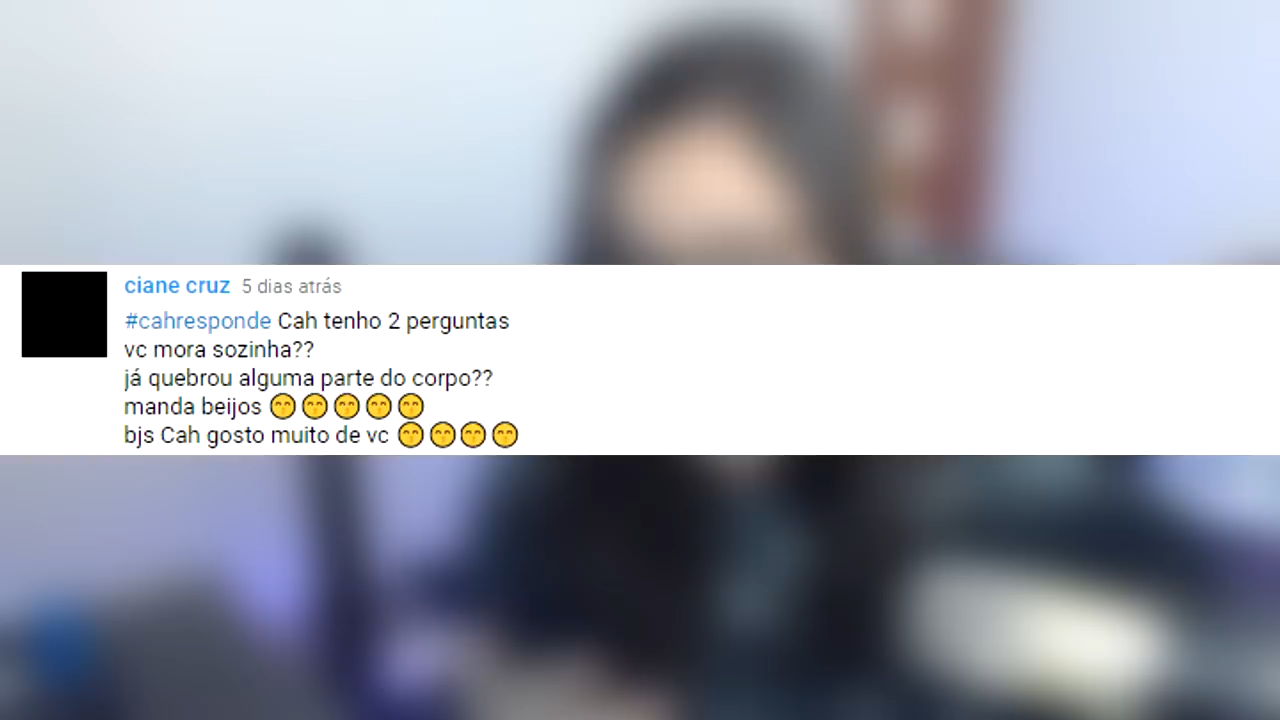 ciane cruz 5 dias atrás
#cahresponde Cah tenho 2 perguntas
vc mora sozinha??
já quebrou alguma parte do corpo??
manda beijos 😙😙😙😙😙
bjs Cah gosto muito de vc 😙😙😙😙